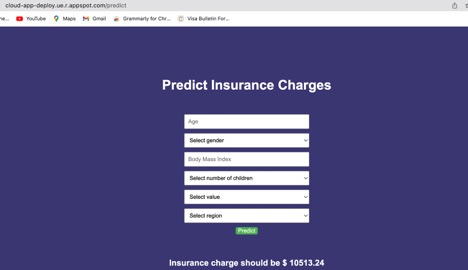 cloud-app-deploy.ue.r.appspot.com/predict
YouTube Maps Gmail Grammarly for Chr... Visa Bulletin For...
Predict Insurance Charges
Age
Select gender
Body Mass Index
Select number of children
Select value
Select region
Predict
Insurance charge should be $ 10513.24